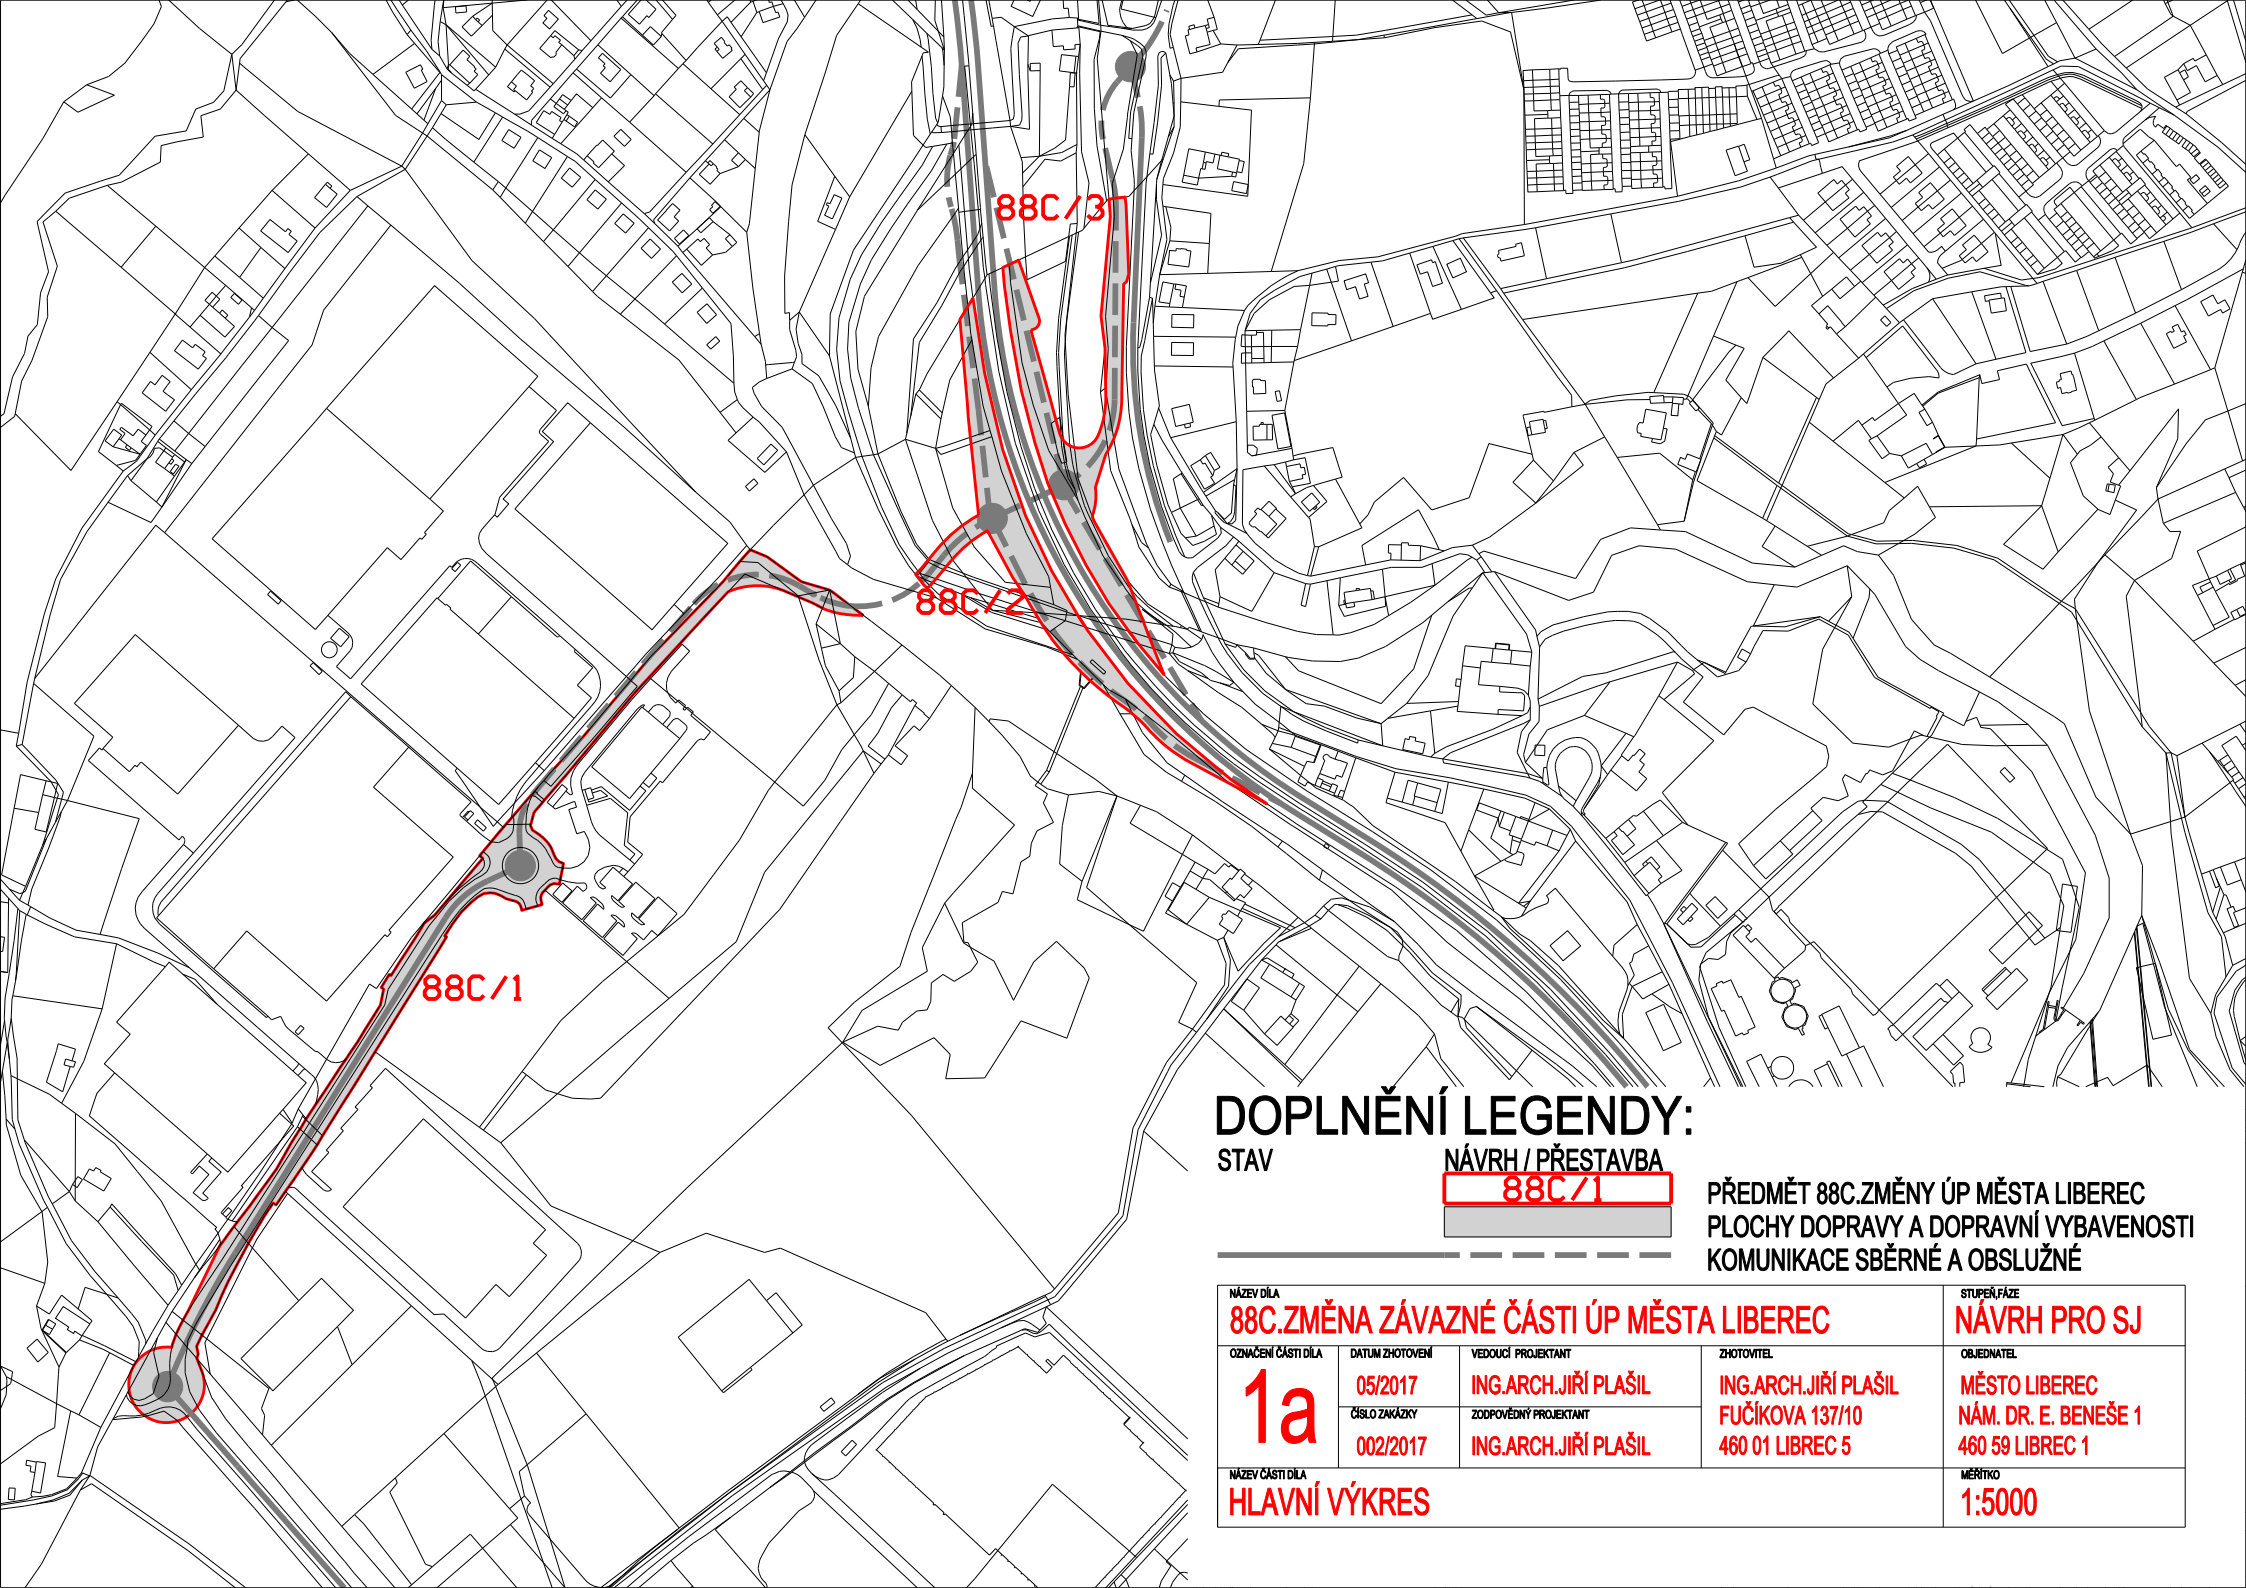 88C/3
88C/2
88C/1
DOPLNĚNÍ LEGENDY:
STAV NÁVRH / PŘESTAVBA
88C/1 PŘEDMĚT 88C.ZMĚNY ÚP MĚSTA LIBEREC
PLOCHY DOPRAVY A DOPRAVNÍ VYBAVENOSTI
KOMUNIKACE SBĚRNÉ A OBSLUŽNÉ
NÁZEV DÍLA STUPEŇ,FÁZE
88C.ZMĚNA ZÁVAZNÉ ČÁSTI ÚP MĚSTA LIBEREC NÁVRH PRO SJ
OZNAČENÍ ČÁSTI DÍLA DATUM ZHOTOVENÍ VEDOUCÍ PROJEKTANT ZHOTOVITEL OBJEDNATEL
1a 05/2017 ING.ARCH.JIŘÍ PLAŠIL ING.ARCH.JIŘÍ PLAŠIL MĚSTO LIBEREC
ČÍSLO ZAKÁZKY ZODPOVĚDNÝ PROJEKTANT FUČÍKOVA 137/10 NÁM. DR. E. BENEŠE 1
002/2017 ING.ARCH.JIŘÍ PLAŠIL 460 01 LIBREC 5 460 59 LIBREC 1
NÁZEV ČÁSTI DÍLA MĚŘÍTKO
HLAVNÍ VÝKRES 1:5000